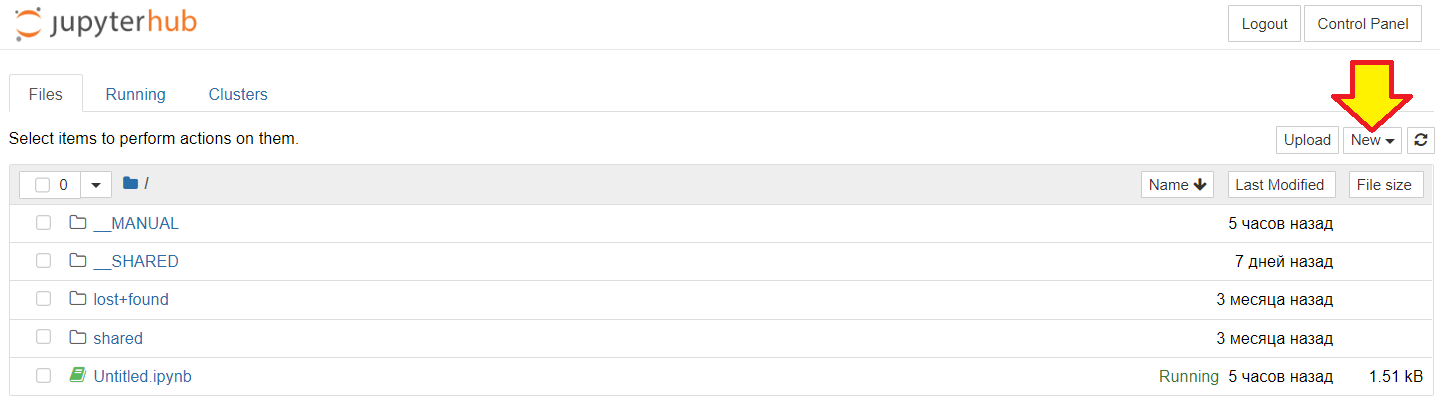 jupyterhub
Logout Control Panel
Files Running Clusters
Select items to perform actions on them.
Upload New
0 / Name Last Modified File size
__MANUAL 5 часов назад
__SHARED 7 дней назад
lost+found 3 месяца назад
shared 3 месяца назад
Untitled.ipynb Running 5 часов назад 1.51 kB